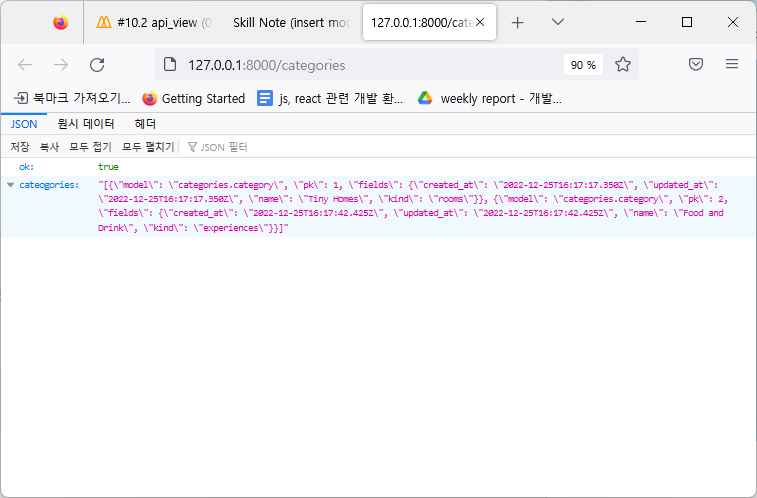 #10.2 api_view (0
Skill Note (insert mod
127.0.0.1:8000/cate
127.0.0.1:8000/categories
90 %
북마크 가져오기...
Getting Started
js, react 관련 개발 환...
weekly report - 개발...
JSON 원시 데이터 헤더
저장 복사 모두 접기 모두 펼치기 JSON 필터
ok: true
cateogories: "[{\"model\": \"categories.category\", \"pk\": 1, \"fields\": {\"created_at\": \"2022-12-25T16:17:17.350Z\", \"updated_at\":
\"2022-12-25T16:17:17.350Z\", \"name\": \"Tiny Homes\", \"kind\": \"rooms\"}}, {\"model\": \"categories.category\", \"pk\": 2,
\"fields\": {\"created_at\": \"2022-12-25T16:17:42.425Z\", \"updated_at\": \"2022-12-25T16:17:42.425Z\", \"name\": \"Food and
Drink\", \"kind\": \"experiences\"}}]"